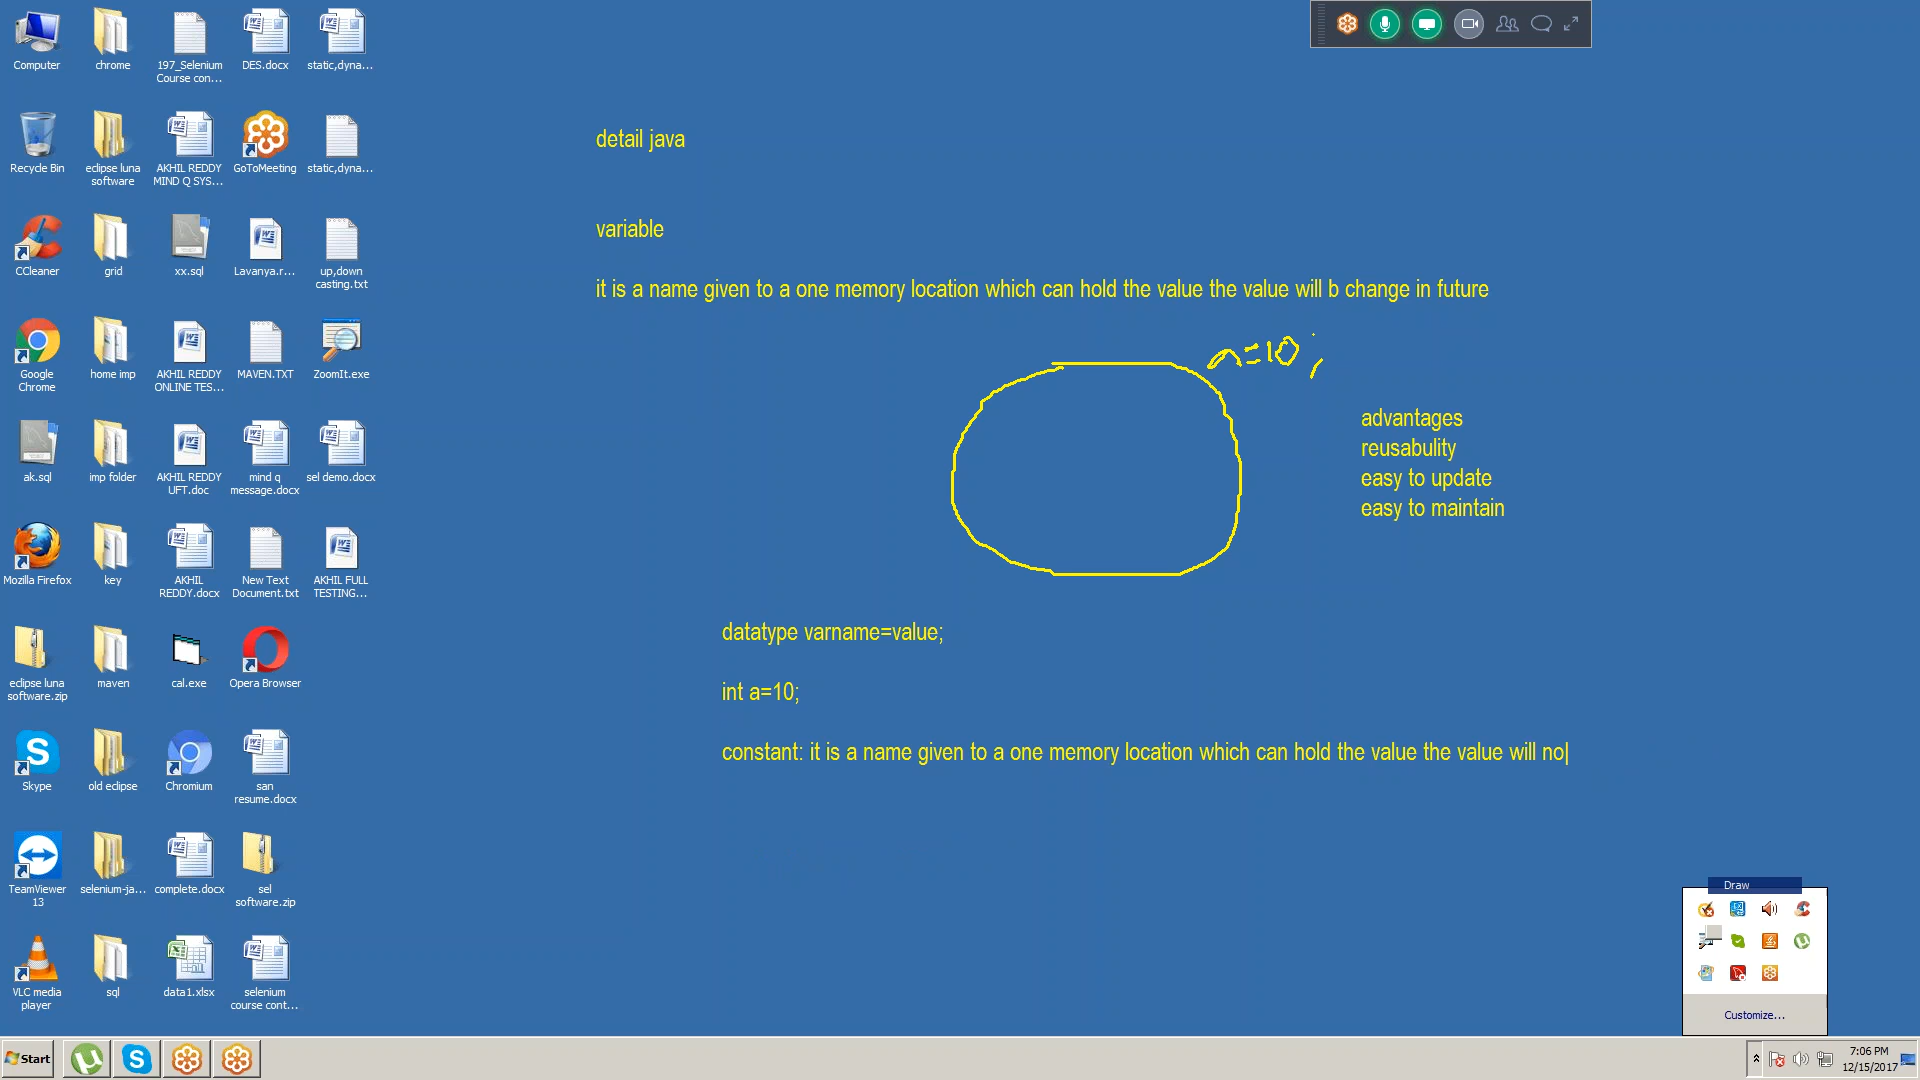 Computer
chrome
197_Selenium
Course con...
DES.docx
static,dyna...
Recycle Bin
eclipse luna
software
AKHIL REDDY
MIND Q SYS...
GoToMeeting
static,dyna...
CCleaner
grid
xx.sql
Lavanya.r...
up,down
casting.txt
Google
Chrome
home imp
AKHIL REDDY
ONLINE TES...
MAVEN.TXT
ZoomIt.exe
ak.sql
imp folder
AKHIL REDDY
UFT.doc
mind q
message.docx
sel demo.docx
Mozilla Firefox
key
AKHIL
REDDY.docx
New Text
Document.txt
AKHIL FULL
TESTING...
eclipse luna
software.zip
maven
cal.exe
Opera Browser
Skype
old eclipse
Chromium
san
resume.docx
TeamViewer
13
selenium-ja...
complete.docx
sel
software.zip
VLC media
player
sql
data1.xlsx
selenium
course cont...
detail java
variable
it is a name given to a one memory location which can hold the value the value will b change in future
a=10;
advantages
reusabulity
easy to update
easy to maintain
datatype varname=value;
int a=10;
constant: it is a name given to a one memory location which can hold the value the value will no
Draw
Customize...
Start
7:06 PM
12/15/2017